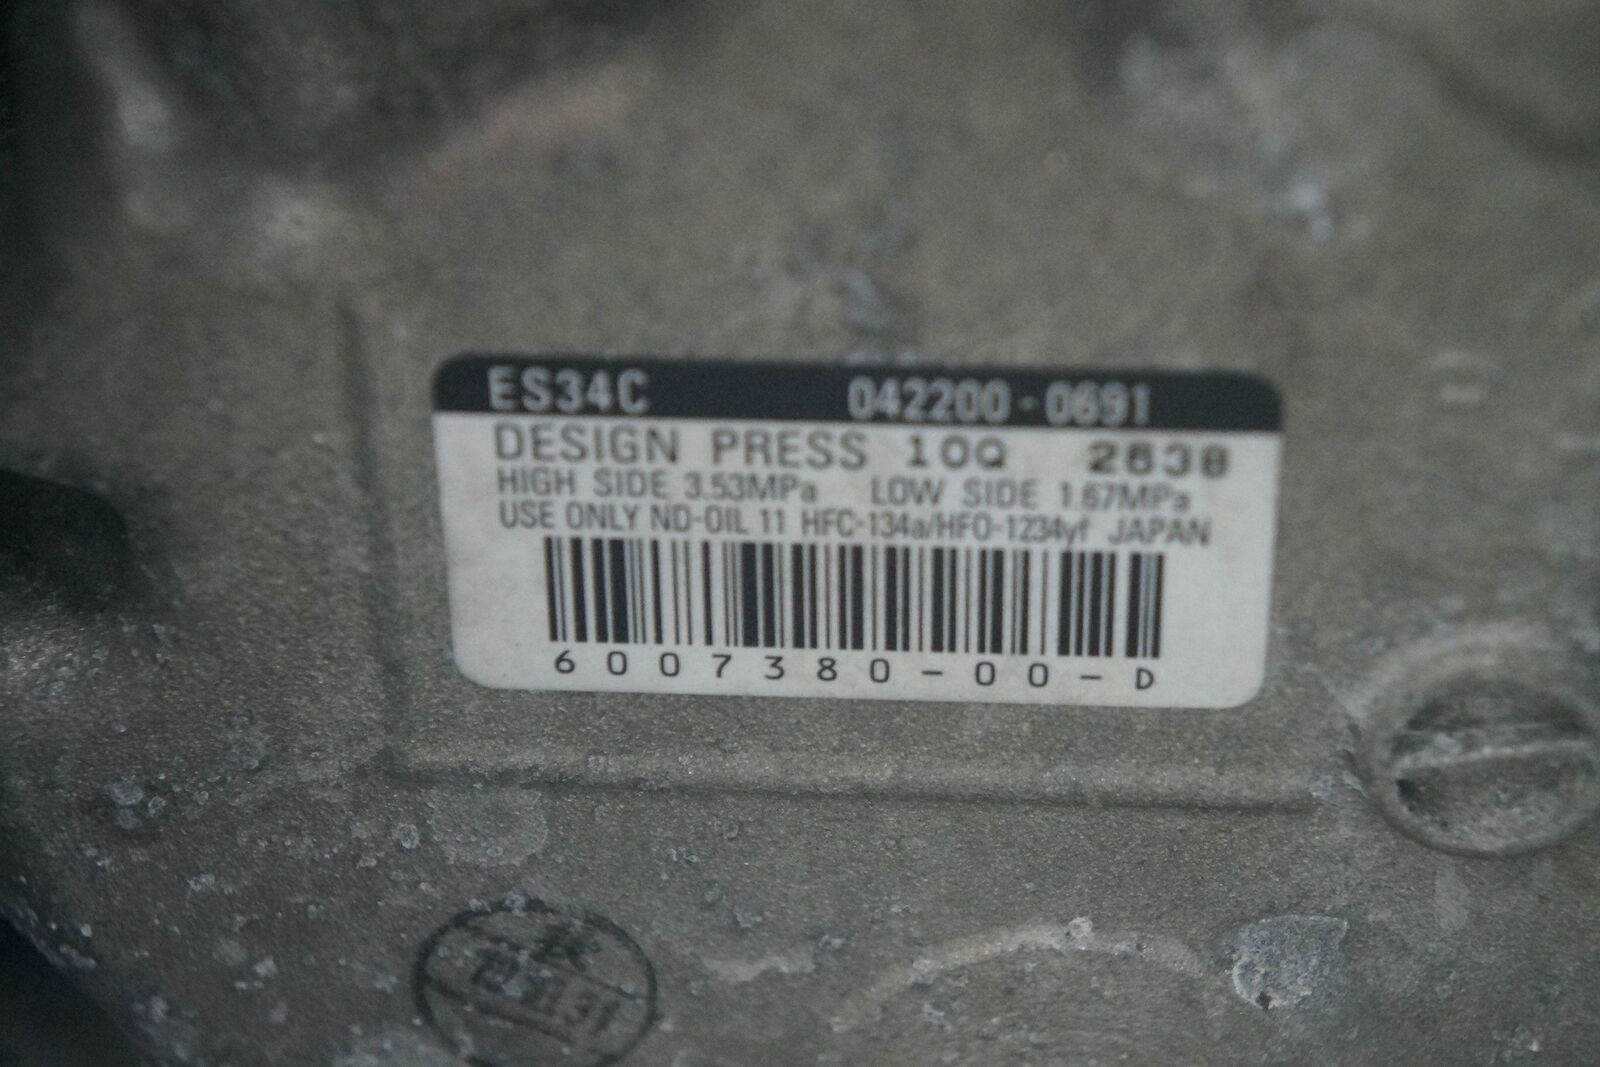 ES34C 042200-0691
DESIGN PRESS 10Q 2638
HIGH SIDE 3.53MPa LOW SIDE 1.67MPa
USE ONLY ND-OIL 11 HFC-134a/HFO-1234yf JAPAN
6007380-00-D